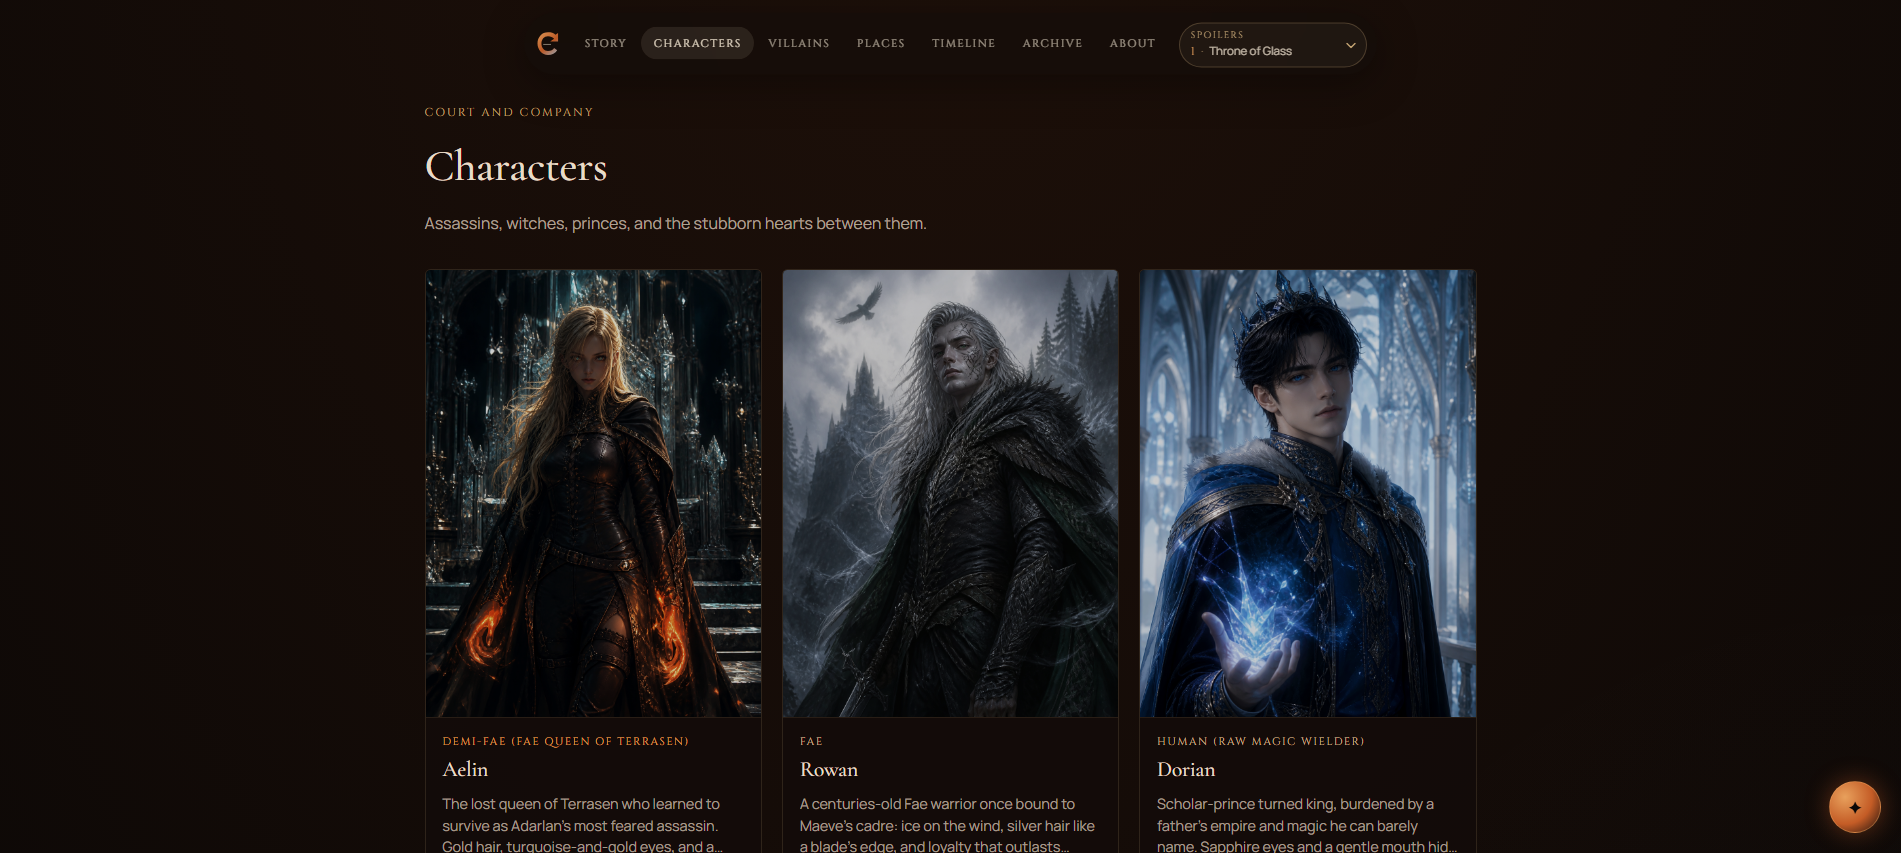 STORY
CHARACTERS
VILLAINS
PLACES
TIMELINE
ARCHIVE
ABOUT
SPOILERS
1 · Throne of Glass
COURT AND COMPANY
Characters
Assassins, witches, princes, and the stubborn hearts between them.
DEMI-FAE (FAE QUEEN OF TERRASEN)
Aelin
The lost queen of Terrasen who learned to
survive as Adarlan's most feared assassin.
Gold hair, turquoise-and-gold eyes, and a…
FAE
Rowan
A centuries-old Fae warrior once bound to
Maeve's cadre: ice on the wind, silver hair like
a blade's edge, and loyalty that outlasts…
HUMAN (RAW MAGIC WIELDER)
Dorian
Scholar-prince turned king, burdened by a
father's empire and magic he can barely
name. Sapphire eyes and a gentle mouth hid…